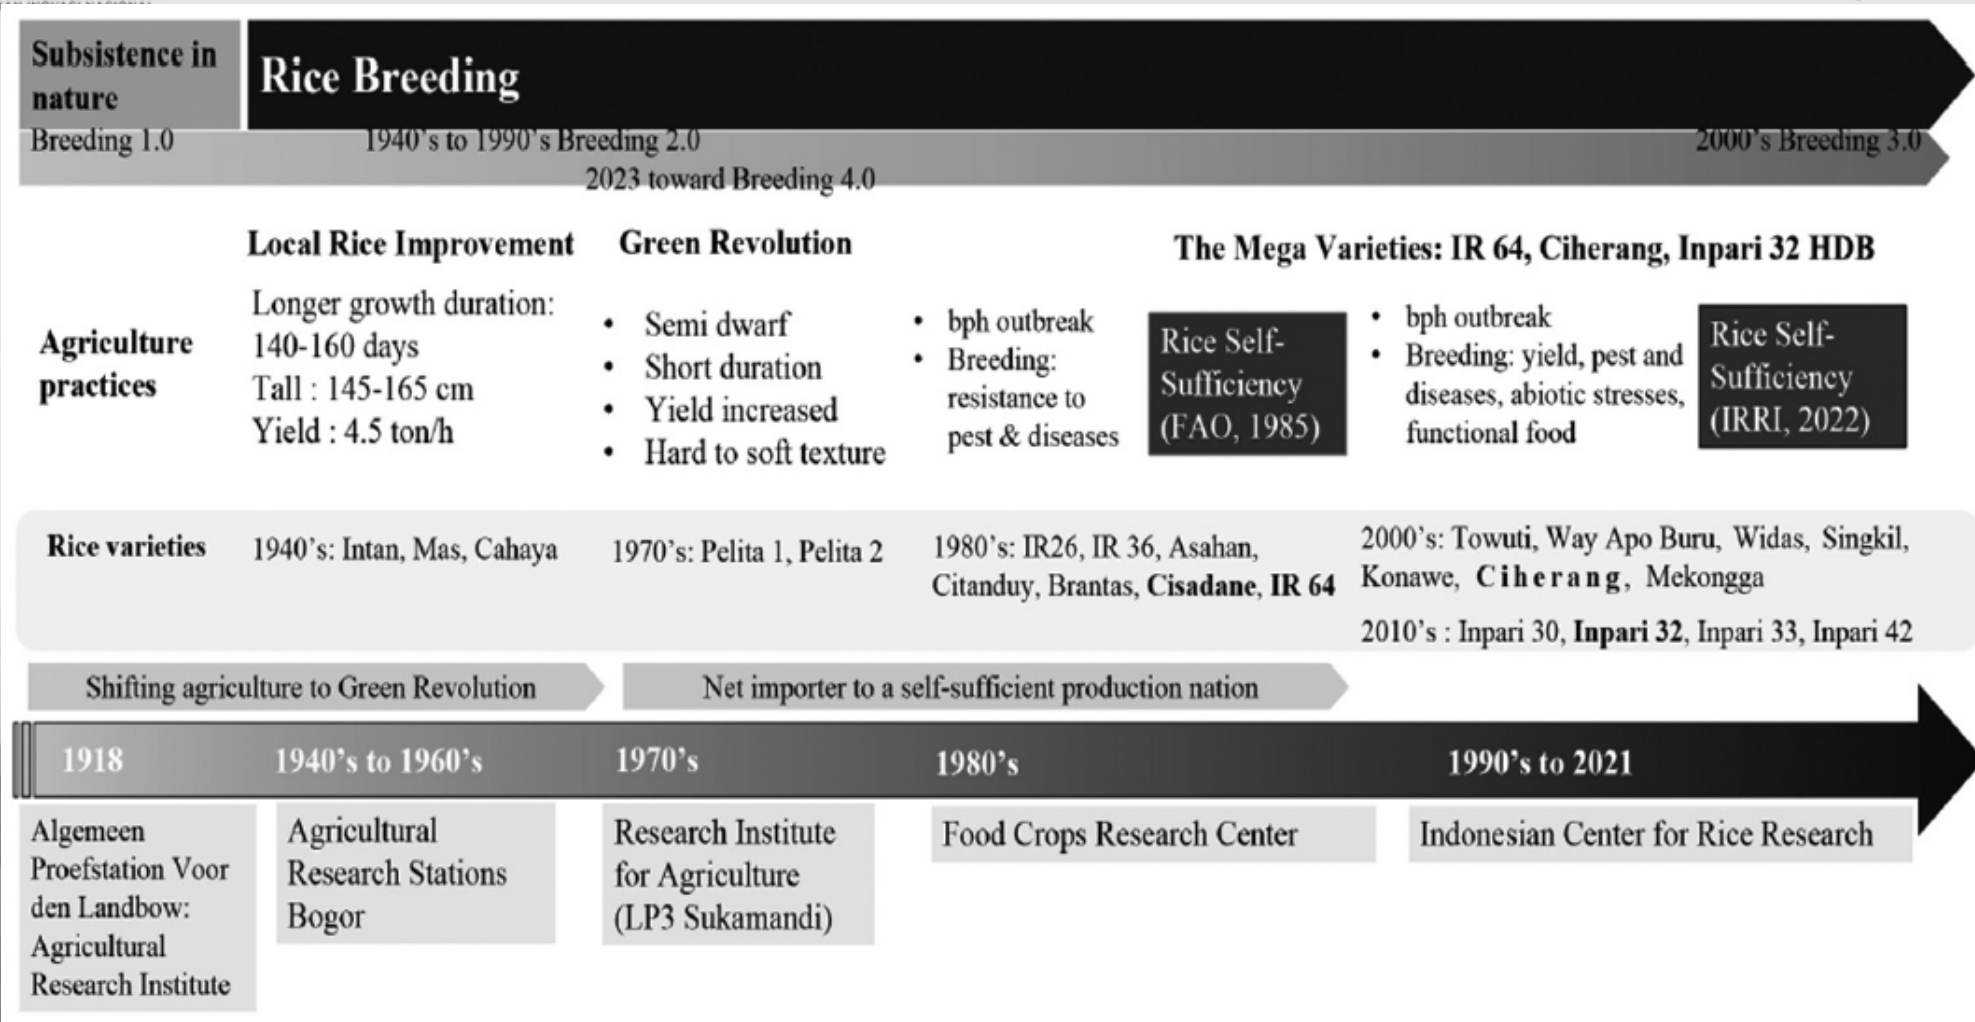 Subsistence in
nature
Rice Breeding
Breeding 1.0
1940's to 1990's Breeding 2.0
2000's Breeding 3.0
2023 toward Breeding 4.0
Local Rice Improvement
Green Revolution
The Mega Varieties: IR 64, Ciherang, Inpari 32 HDB
Agriculture
practices
Longer growth duration:
140-160 days
Tall : 145-165 cm
Yield : 4.5 ton/h
• Semi dwarf
• Short duration
• Yield increased
• Hard to soft texture
• bph outbreak
• Breeding:
resistance to
pest & diseases
Rice Self-
Sufficiency
(FAO, 1985)
• bph outbreak
• Breeding: yield, pest and
diseases, abiotic stresses,
functional food
Rice Self-
Sufficiency
(IRRI, 2022)
Rice varieties
1940's: Intan, Mas, Cahaya
1970's: Pelita 1, Pelita 2
1980's: IR26, IR 36, Asahan,
Citanduy, Brantas, Cisadane, IR 64
2000's: Towuti, Way Apo Buru, Widas, Singkil,
Konawe, Ciherang, Mekongga
2010's : Inpari 30, Inpari 32, Inpari 33, Inpari 42
Shifting agriculture to Green Revolution
Net importer to a self-sufficient production nation
1918
1940's to 1960's
1970's
1980's
1990's to 2021
Algemeen
Proefstation Voor
den Landbow:
Agricultural
Research Institute
Agricultural
Research Stations
Bogor
Research Institute
for Agriculture
(LP3 Sukamandi)
Food Crops Research Center
Indonesian Center for Rice Research